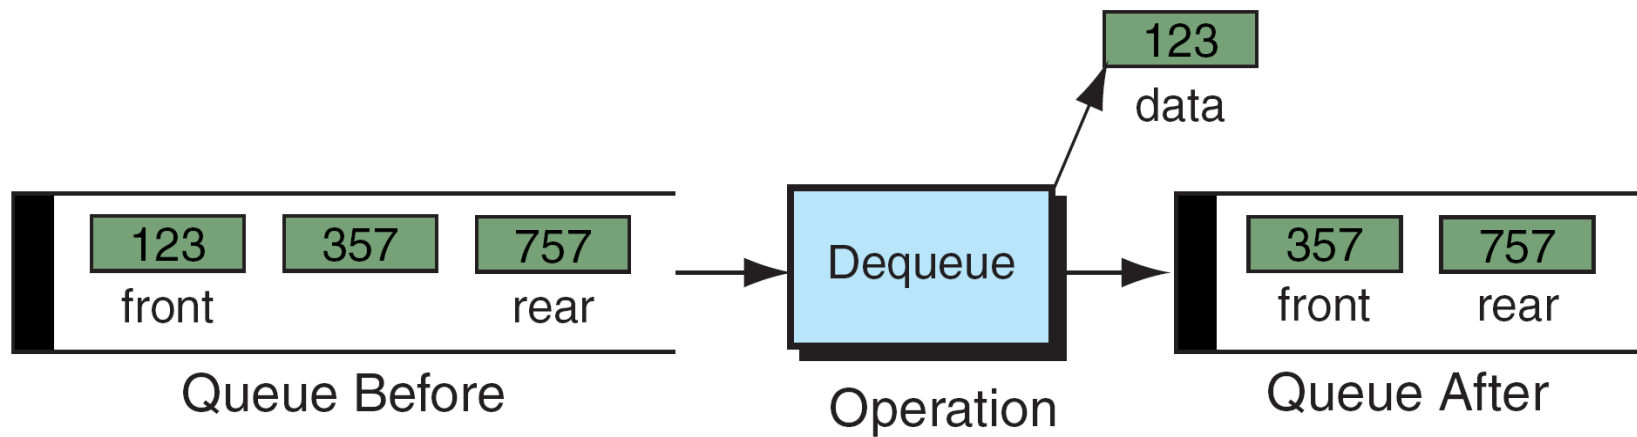 123
data
123 357 757
front rear
Queue Before
Dequeue
Operation
357 757
front rear
Queue After